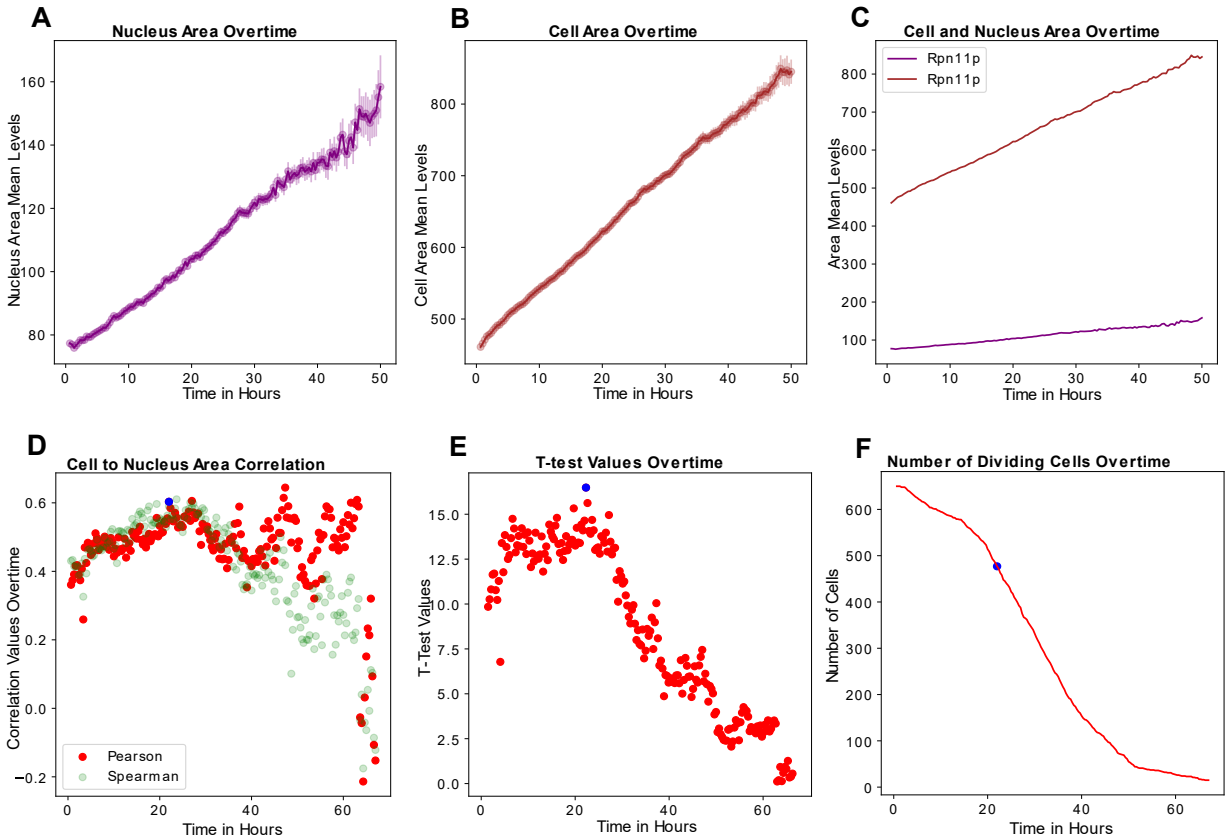 A
Nucleus Area Overtime
Nucleus Area Mean Levels
160
140
120
100
80
0 10 20 30 40 50
Time in Hours
B
Cell Area Overtime
Cell Area Mean Levels
800
700
600
500
0 10 20 30 40 50
Time in Hours
C
Cell and Nucleus Area Overtime
Rpn11p
Rpn11p
Area Mean Levels
800
700
600
500
400
300
200
100
0 10 20 30 40 50
Time in Hours
D
Cell to Nucleus Area Correlation
Correlation Values Overtime
0.6
0.4
0.2
0.0
−0.2
Pearson
Spearman
0 20 40 60
Time in Hours
E
T-test Values Overtime
T-Test Values
15.0
12.5
10.0
7.5
5.0
2.5
0.0
0 20 40 60
Time in Hours
F
Number of Dividing Cells Overtime
Number of Cells
600
500
400
300
200
100
0
0 20 40 60
Time in Hours